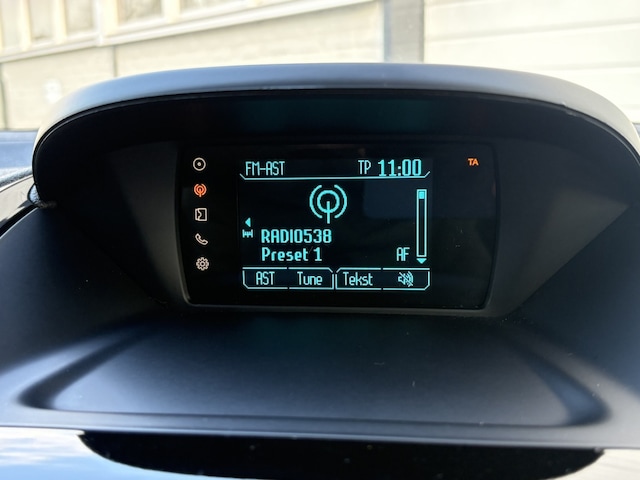 FM-AST TP 11:00 TA
RADIO538
Preset 1 AF
AST Tune Tekst